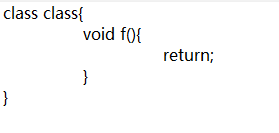 class class{
void f(){
return;
}
}